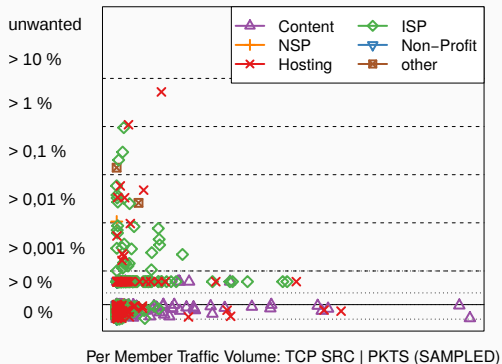 unwanted
> 10 %
> 1 %
> 0,1 %
> 0,01 %
> 0,001 %
> 0 %
0 %
Content ISP
NSP Non−Profit
Hosting other
Per Member Traffic Volume: TCP SRC | PKTS (SAMPLED)